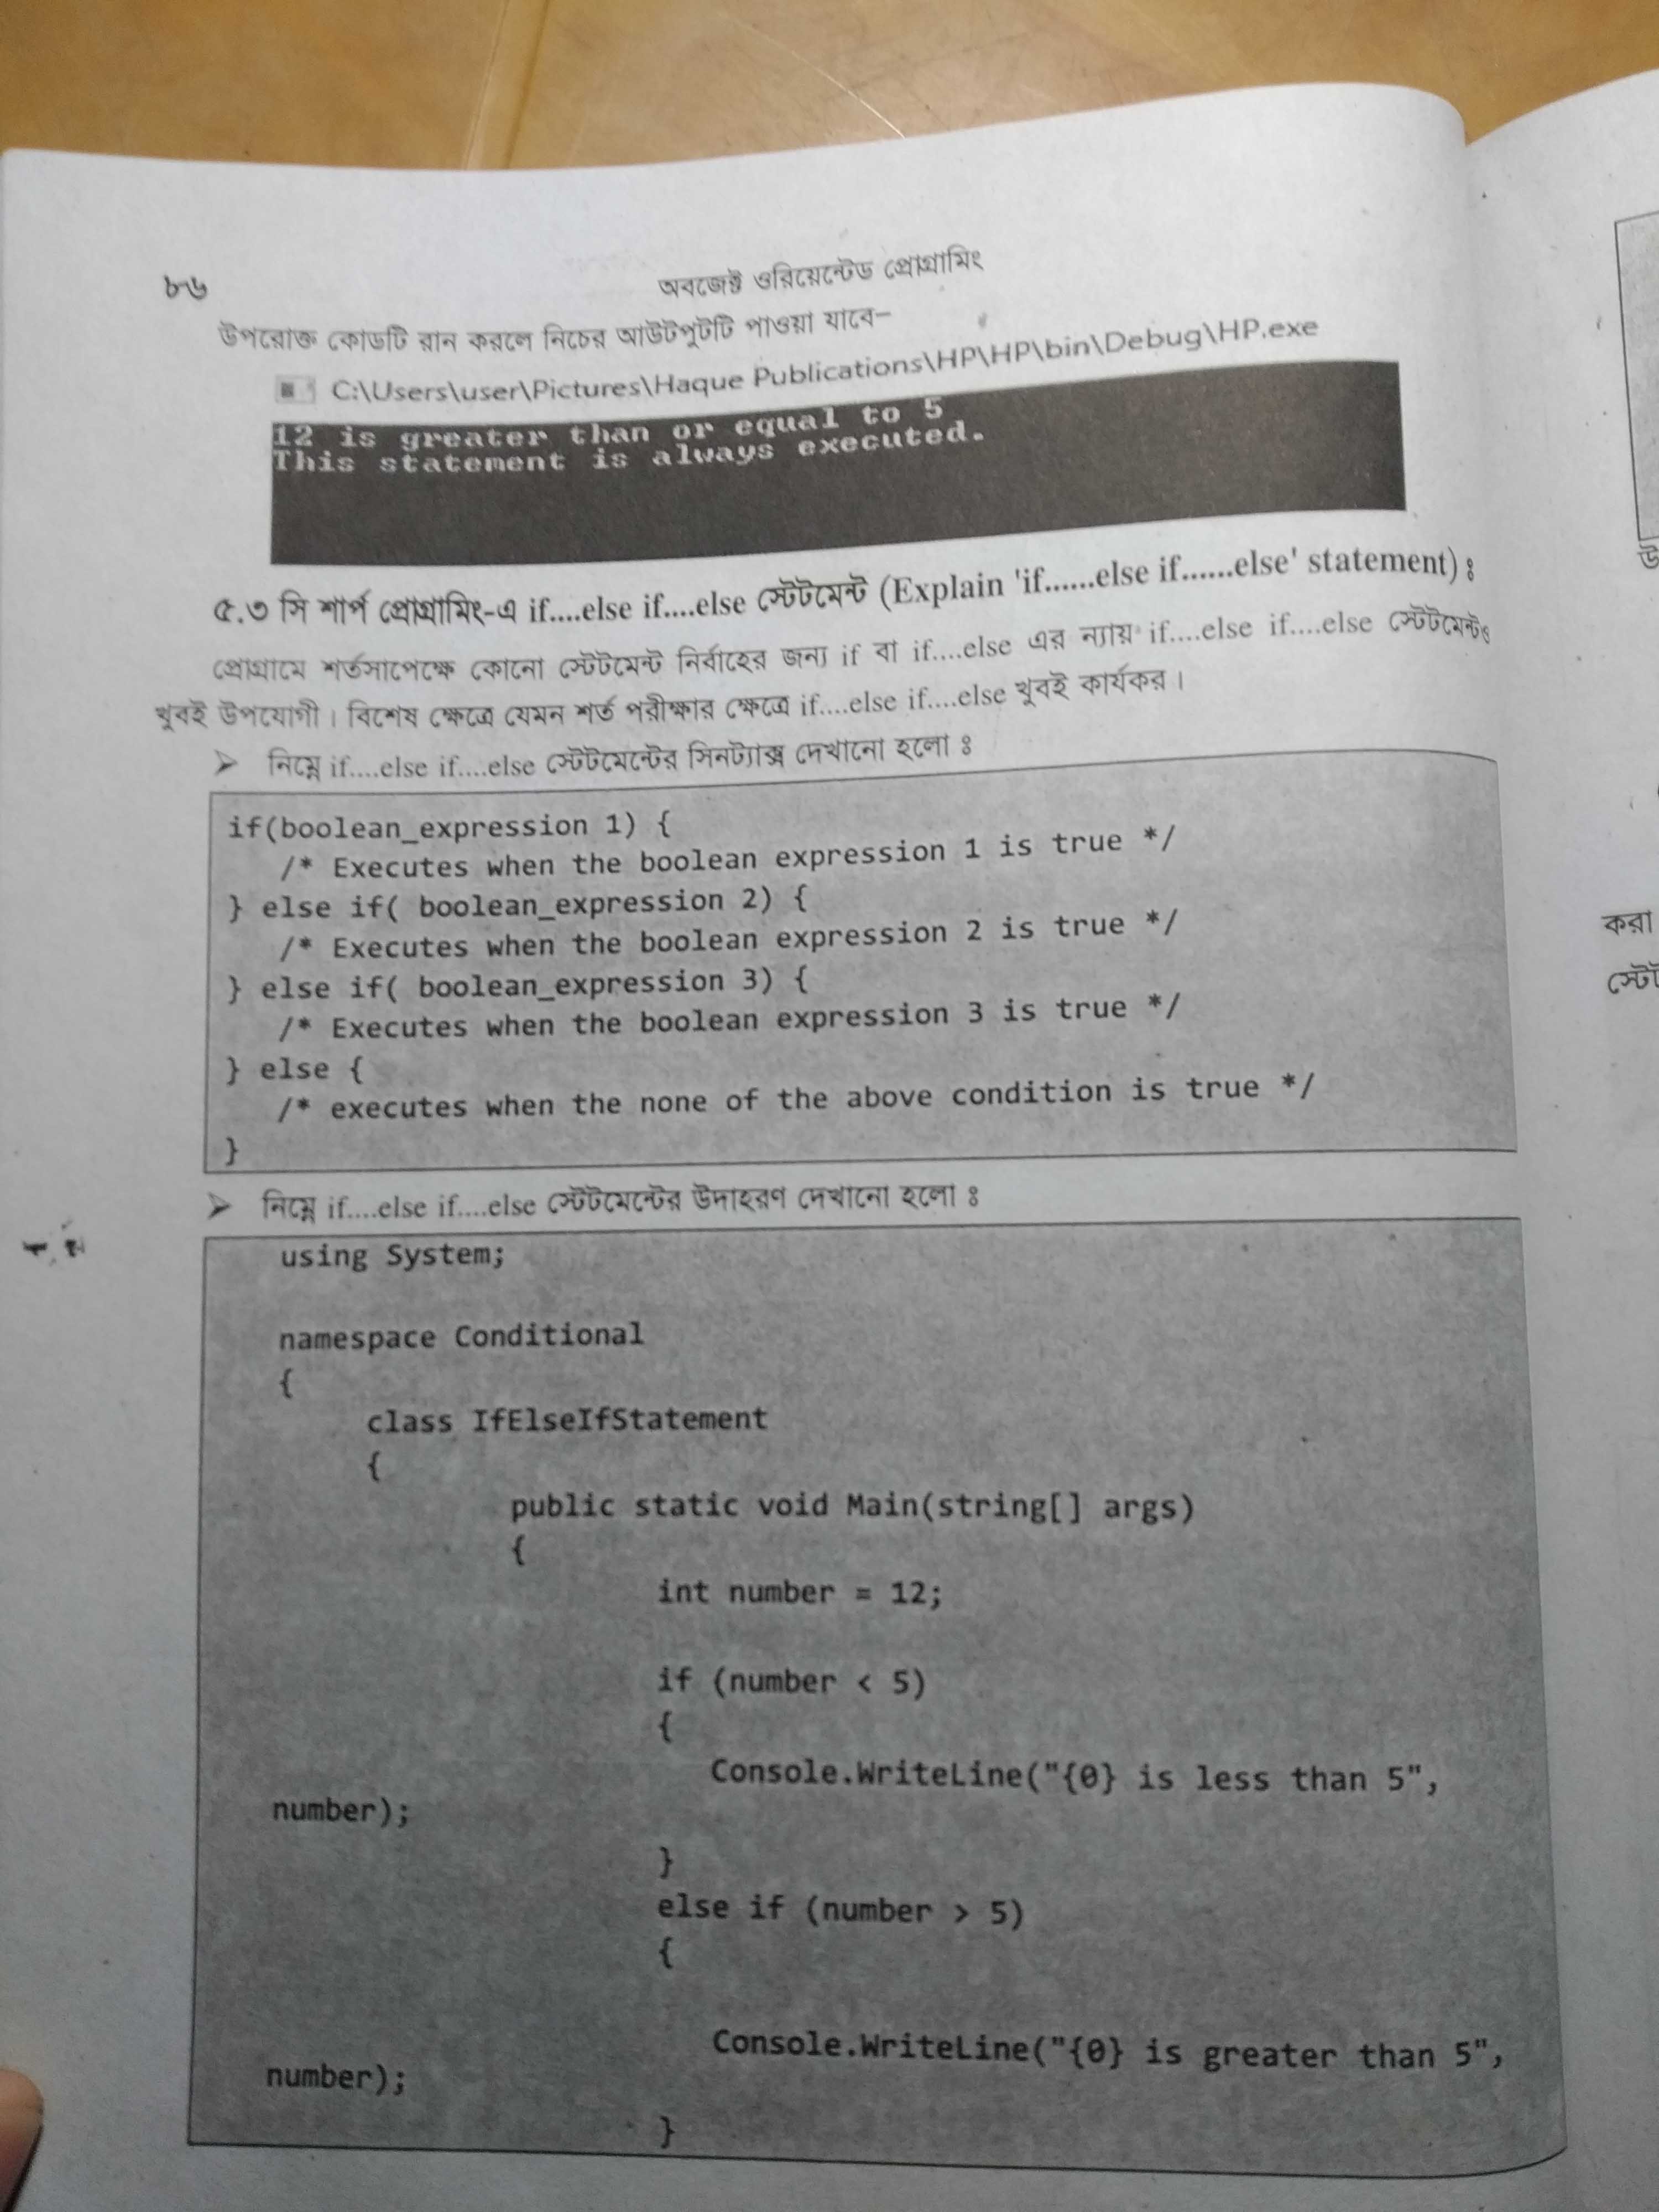 ৮৬
অবজেক্ট ওরিয়েন্টেড প্রোগ্রামিং
উপরোক্ত কোডটি রান করলে নিচের আউটপুটটি পাওয়া যাবে–
C:\Users\user\Pictures\Haque Publications\HP\HP\bin\Debug\HP.exe
12 is greater than or equal to 5
This statement is always executed.
৫.৩ সি শার্প প্রোগ্রামিং-এ if....else if....else স্টেটমেন্ট (Explain 'if......else if......else' statement) ঃ
প্রোগ্রামে শর্তসাপেক্ষে কোনো স্টেটমেন্ট নির্বাহের জন্য if বা if....else এর ন্যায় if....else if....else স্টেটমেন্টও
খুবই উপযোগী। বিশেষ ক্ষেত্রে যেমন শর্ত পরীক্ষার ক্ষেত্রে if....else if....else খুবই কার্যকর।
➢ নিম্নে if....else if....else স্টেটমেন্টের সিনট্যাক্স দেখানো হলো ঃ
if(boolean_expression 1) {
/* Executes when the boolean expression 1 is true */
} else if( boolean_expression 2) {
/* Executes when the boolean expression 2 is true */
} else if( boolean_expression 3) {
/* Executes when the boolean expression 3 is true */
} else {
/* executes when the none of the above condition is true */
}
➢ নিম্নে if....else if....else স্টেটমেন্টের উদাহরণ দেখানো হলো ঃ
using System;
namespace Conditional
{
class IfElseIfStatement
{
public static void Main(string[] args)
{
int number = 12;
if (number < 5)
{
Console.WriteLine("{0} is less than 5",
number);
}
else if (number > 5)
{
Console.WriteLine("{0} is greater than 5",
number);
}
উ
করা